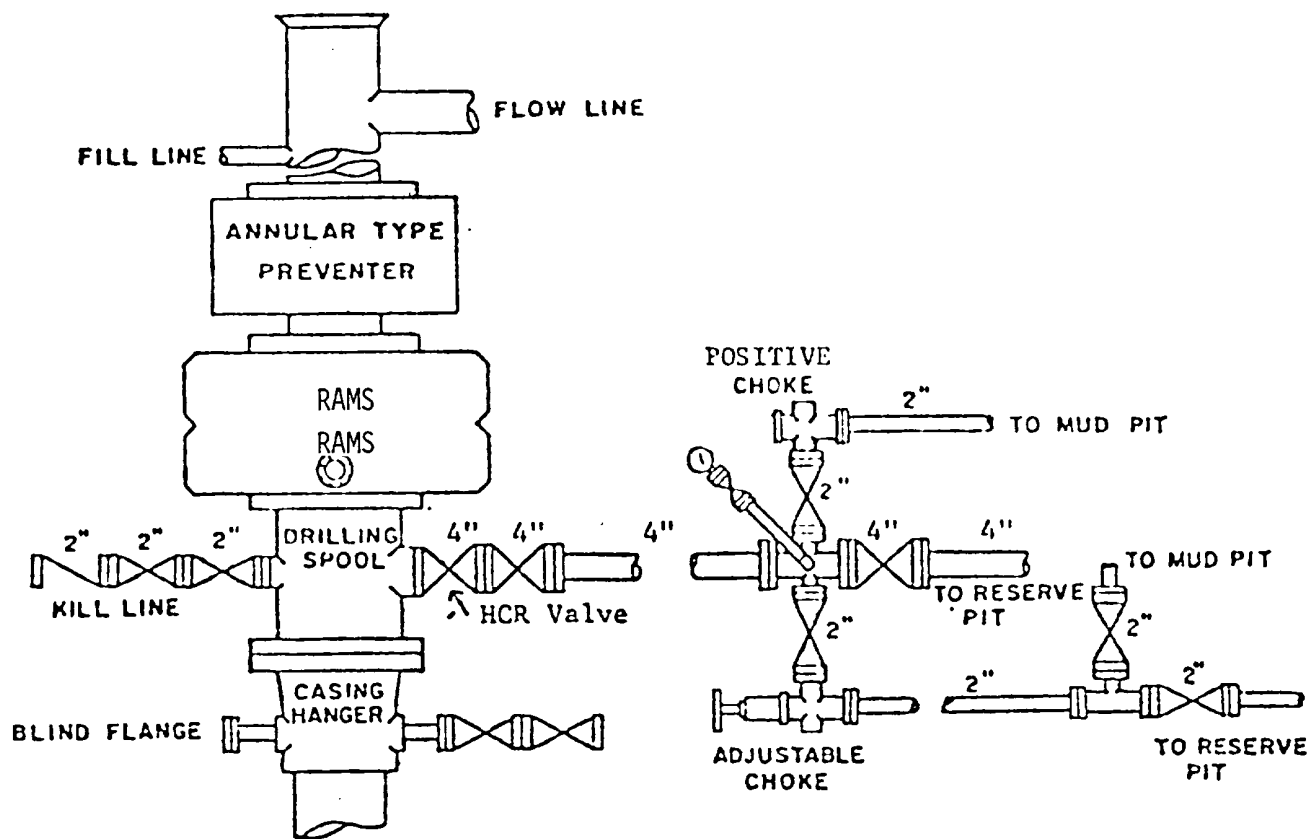 FLOW LINE
FILL LINE
ANNULAR TYPE
PREVENTER
RAMS
RAMS
POSITIVE
CHOKE
2"
TO MUD PIT
2"
2" 2" 2"
DRILLING
SPOOL
4" 4" 4"
4" 4"
KILL LINE
HCR Valve
TO RESERVE
PIT
TO MUD PIT
2"
2"
CASING
HANGER
2"
2"
BLIND FLANGE
ADJUSTABLE
CHOKE
TO RESERVE
PIT